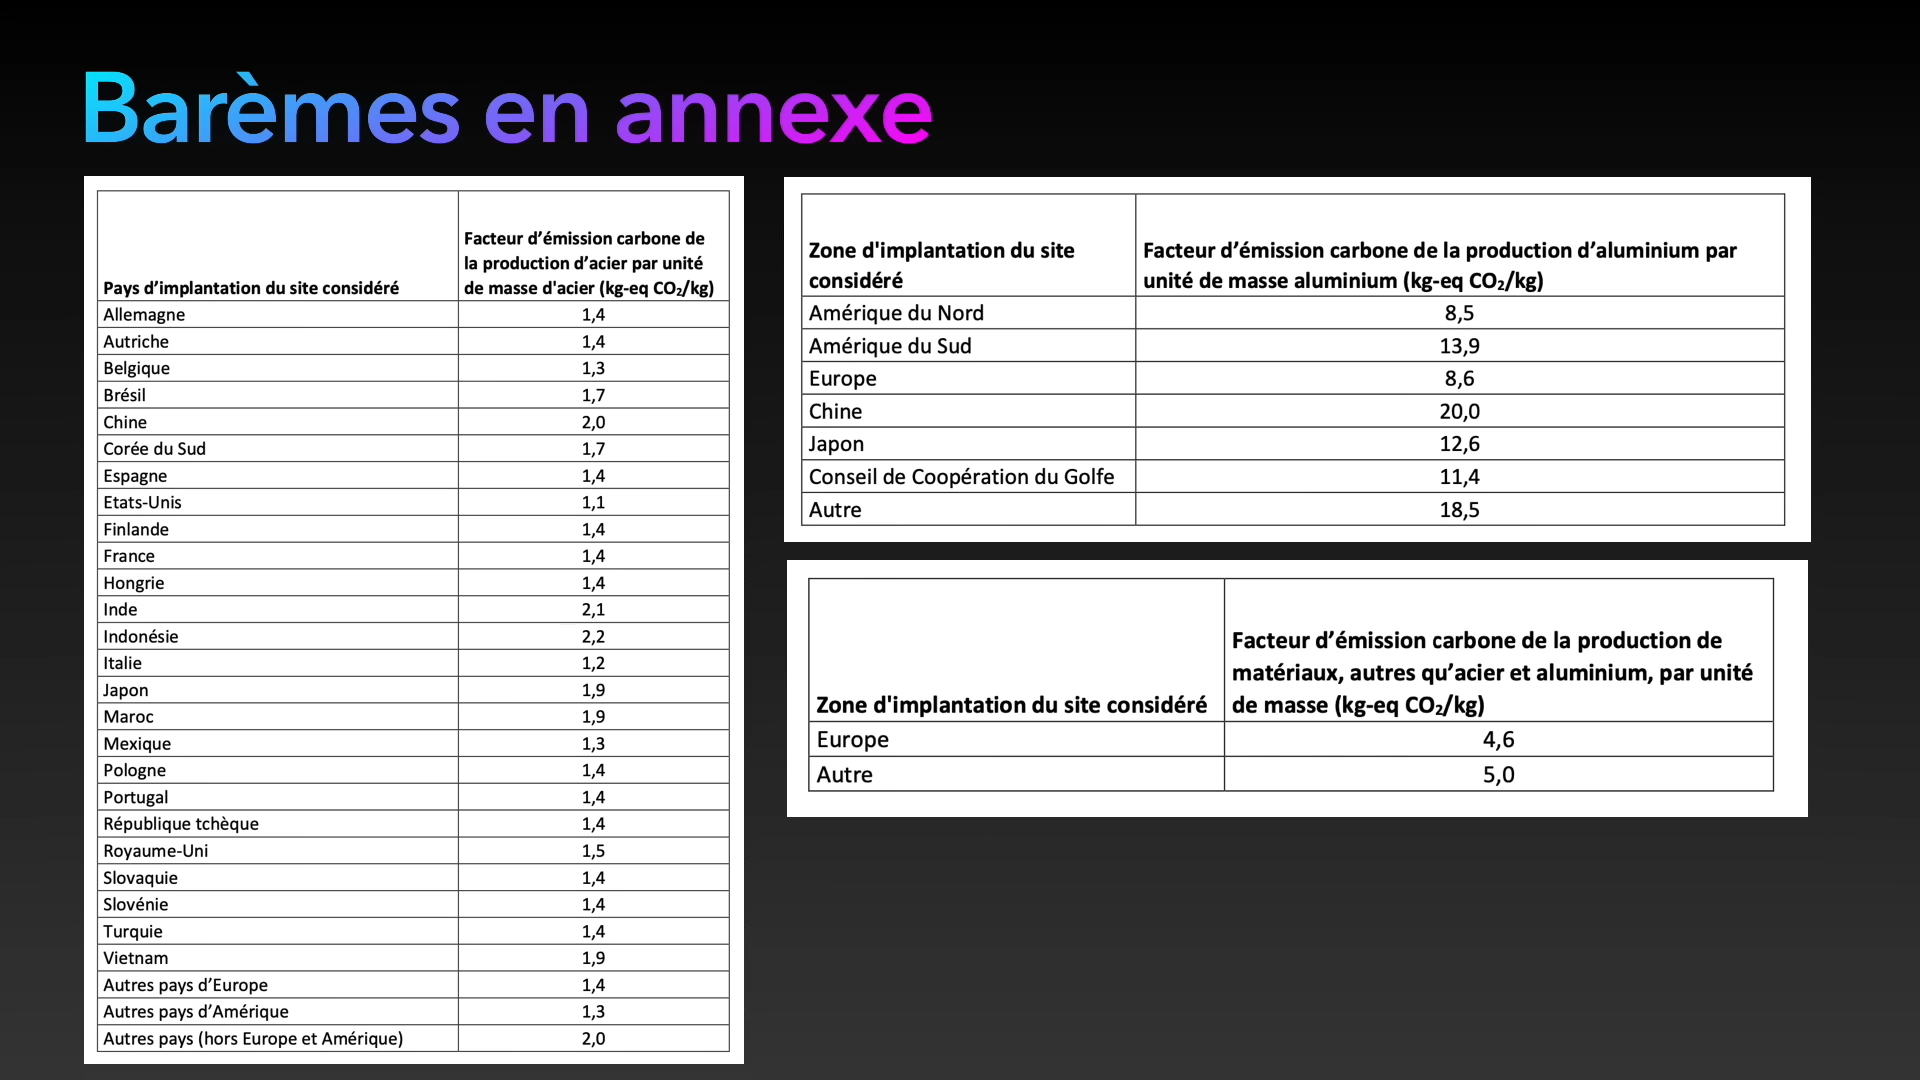 Barèmes en annexe
Pays d’implantation du site considéré
Facteur d’émission carbone de
la production d’acier par unité
de masse d'acier (kg-eq CO₂/kg)
Allemagne 1,4
Autriche 1,4
Belgique 1,3
Brésil 1,7
Chine 2,0
Corée du Sud 1,7
Espagne 1,4
Etats-Unis 1,1
Finlande 1,4
France 1,4
Hongrie 1,4
Inde 2,1
Indonésie 2,2
Italie 1,2
Japon 1,9
Maroc 1,9
Mexique 1,3
Pologne 1,4
Portugal 1,4
République tchèque 1,4
Royaume-Uni 1,5
Slovaquie 1,4
Slovénie 1,4
Turquie 1,4
Vietnam 1,9
Autres pays d’Europe 1,4
Autres pays d’Amérique 1,3
Autres pays (hors Europe et Amérique) 2,0
Zone d'implantation du site
considéré
Facteur d’émission carbone de la production d’aluminium par
unité de masse aluminium (kg-eq CO₂/kg)
Amérique du Nord 8,5
Amérique du Sud 13,9
Europe 8,6
Chine 20,0
Japon 12,6
Conseil de Coopération du Golfe 11,4
Autre 18,5
Zone d'implantation du site considéré
Facteur d’émission carbone de la production de
matériaux, autres qu’acier et aluminium, par unité
de masse (kg-eq CO₂/kg)
Europe 4,6
Autre 5,0